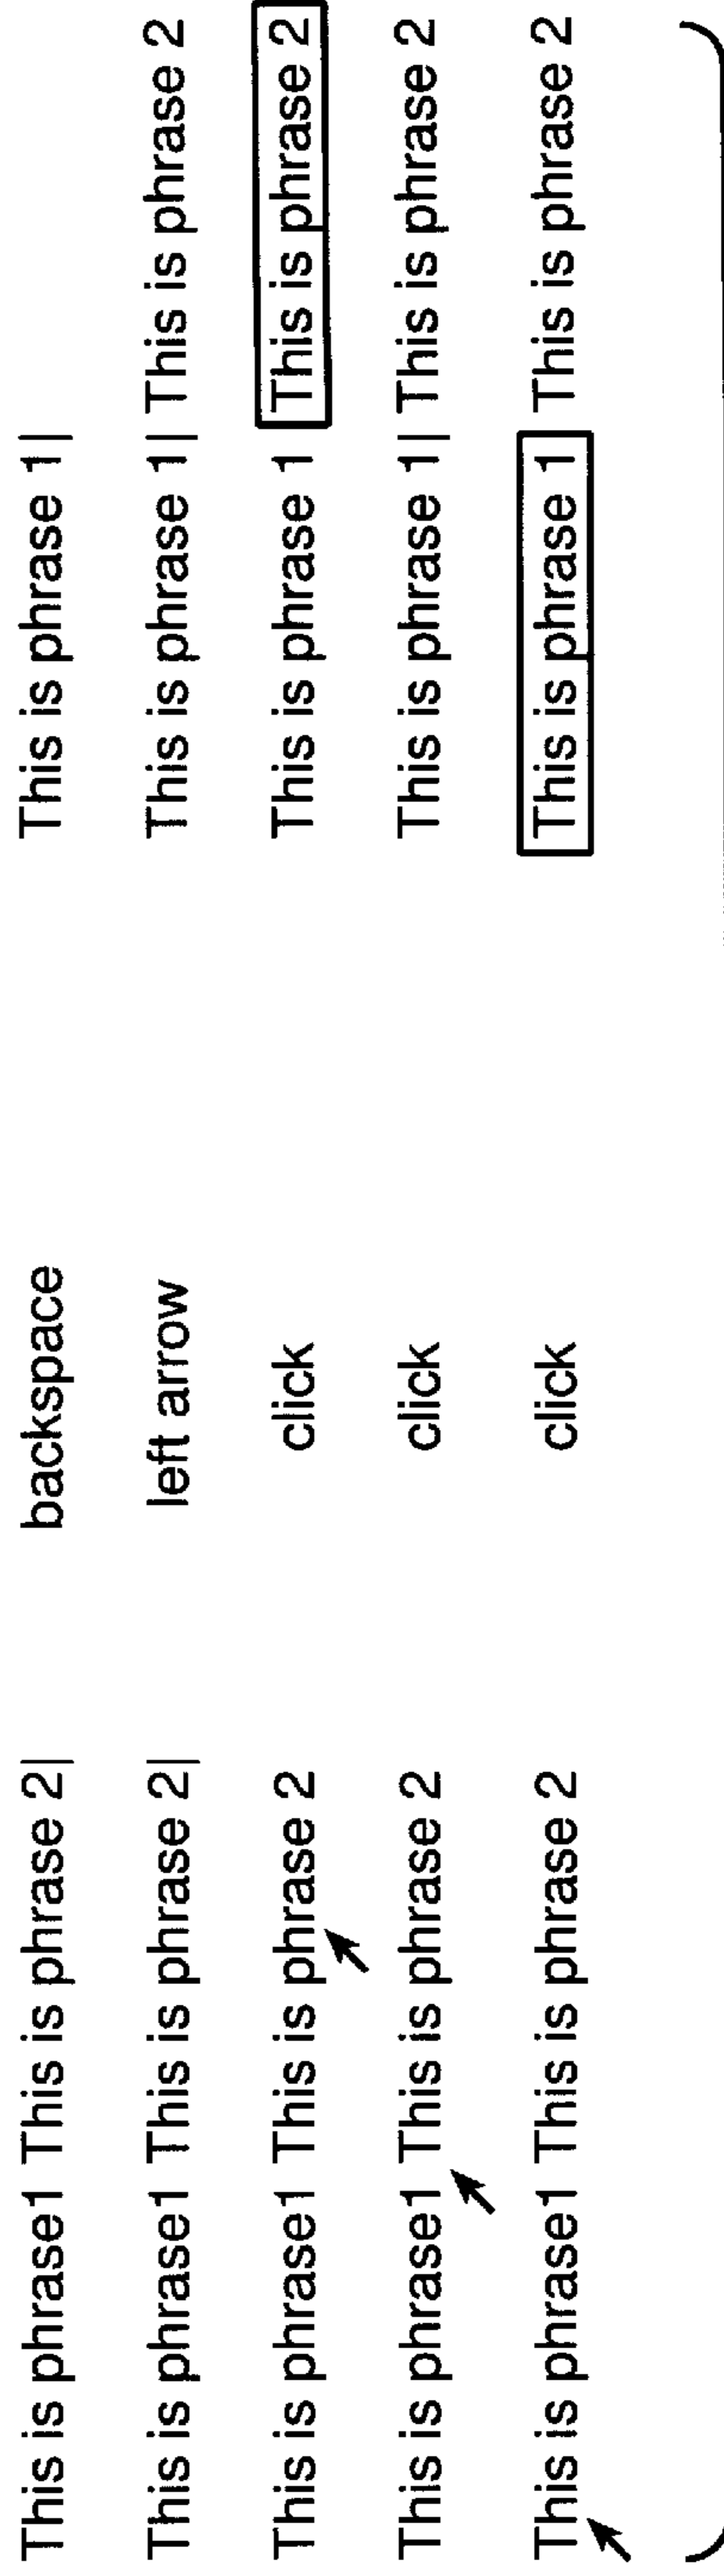 This is phrase1 This is phrase 2| backspace This is phrase 1|
This is phrase1 This is phrase 2| left arrow This is phrase 1| This is phrase 2
This is phrase1 This is phrase 2 click This is phrase 1 This is phrase 2
This is phrase1 This is phrase 2 click This is phrase 1| This is phrase 2
This is phrase1 This is phrase 2 click This is phrase 1 This is phrase 2